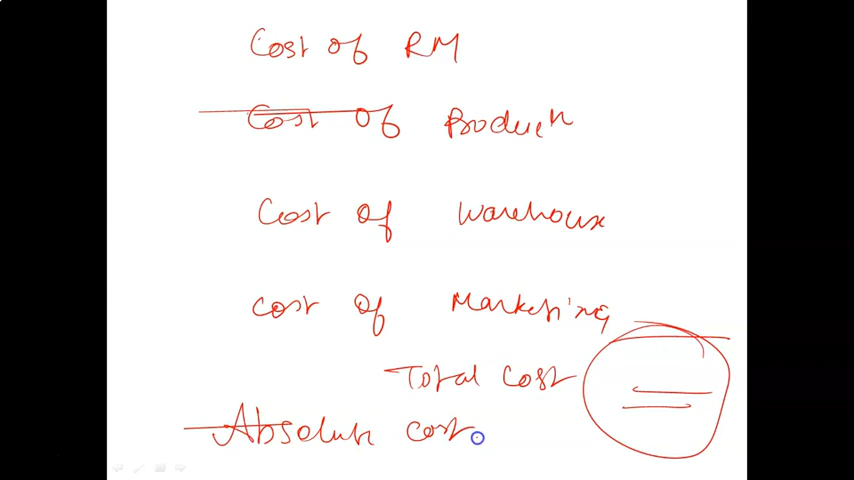 Cost of RM
Cost of Product
Cost of Warehouse
Cost of Marketing
Total Cost
Absolute cost